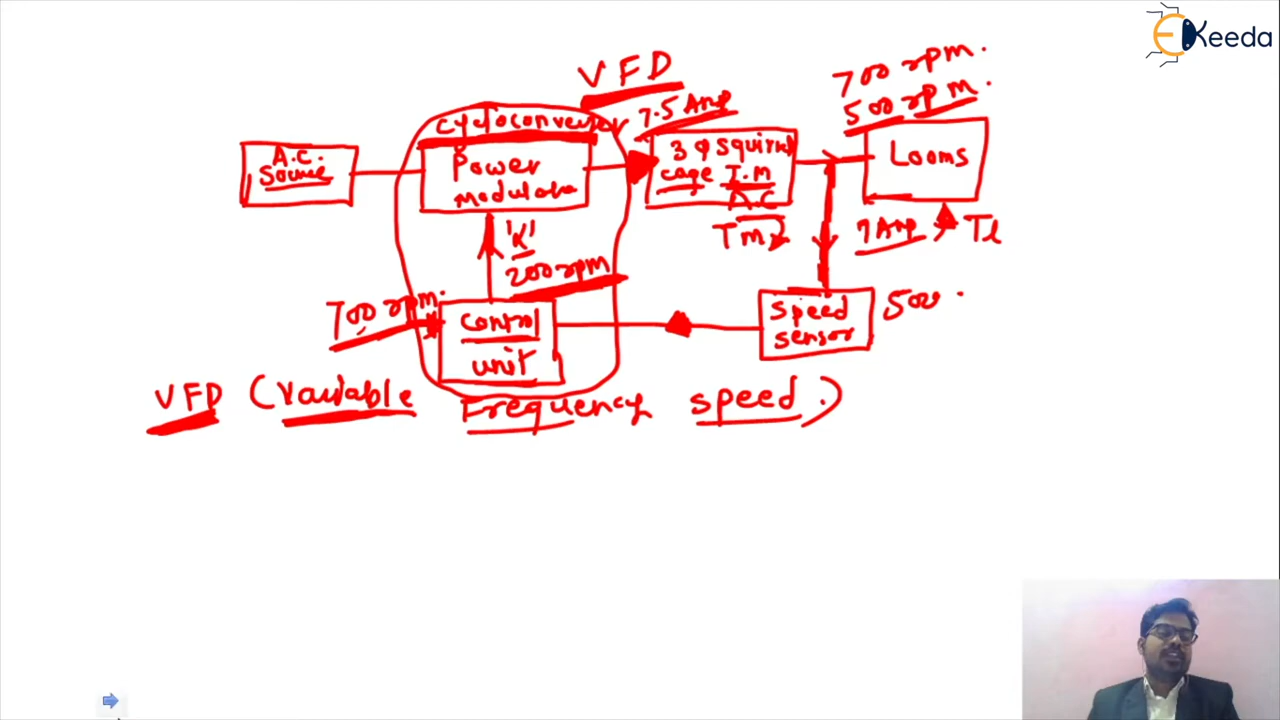 EKeeda
VFD
700 rpm.
500 rpm.
7.5 Amp
cycloconverter
A.C.
Source
Power
modulator
3 φ squirrel
cage I.M
A.C
Looms
Tm
7 Amp
Tl
'α'
200 rpm
700 rpm.
control
unit
Speed
sensor
500.
VFD (Variable Frequency speed.)